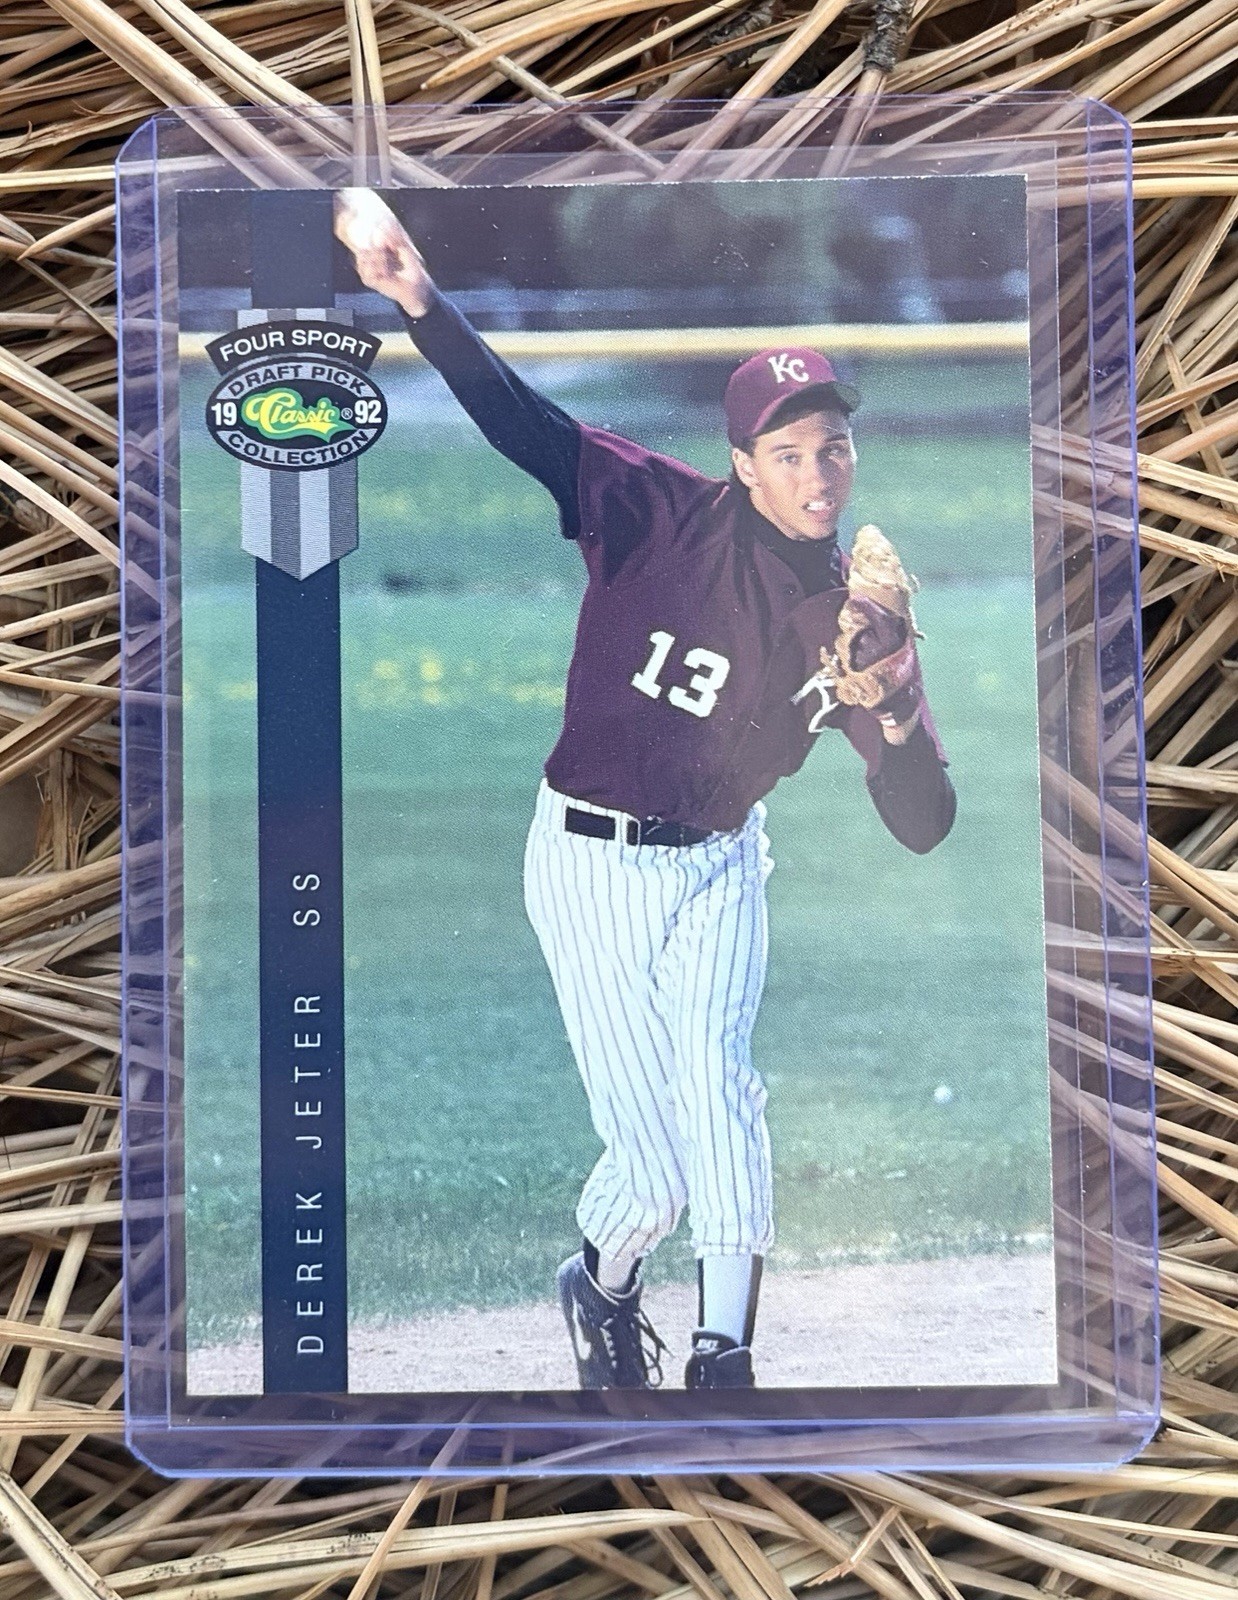 FOUR SPORT
DRAFT PICK
19 Classic ® 92
COLLECTION
KC
13
K
DEREK JETER SS